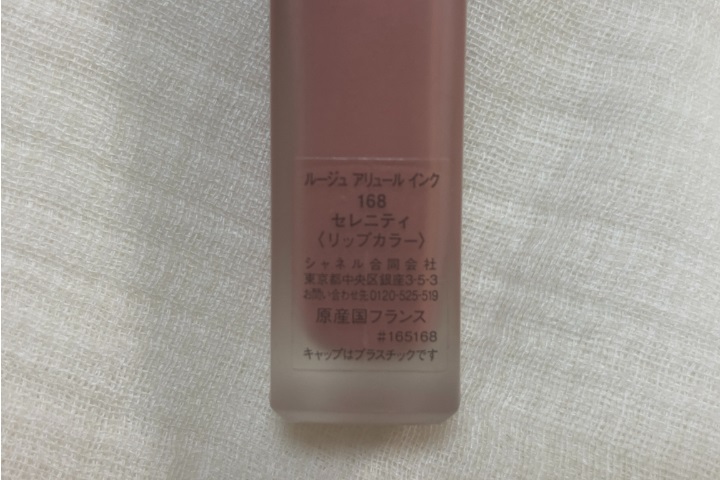 ルージュ アリュール インク
168
セレニティ
〈リップカラー〉
シャネル合同会社
東京都中央区銀座3-5-3
お問い合わせ先0120-525-519
原産国フランス
#165168
キャップはプラスチックです